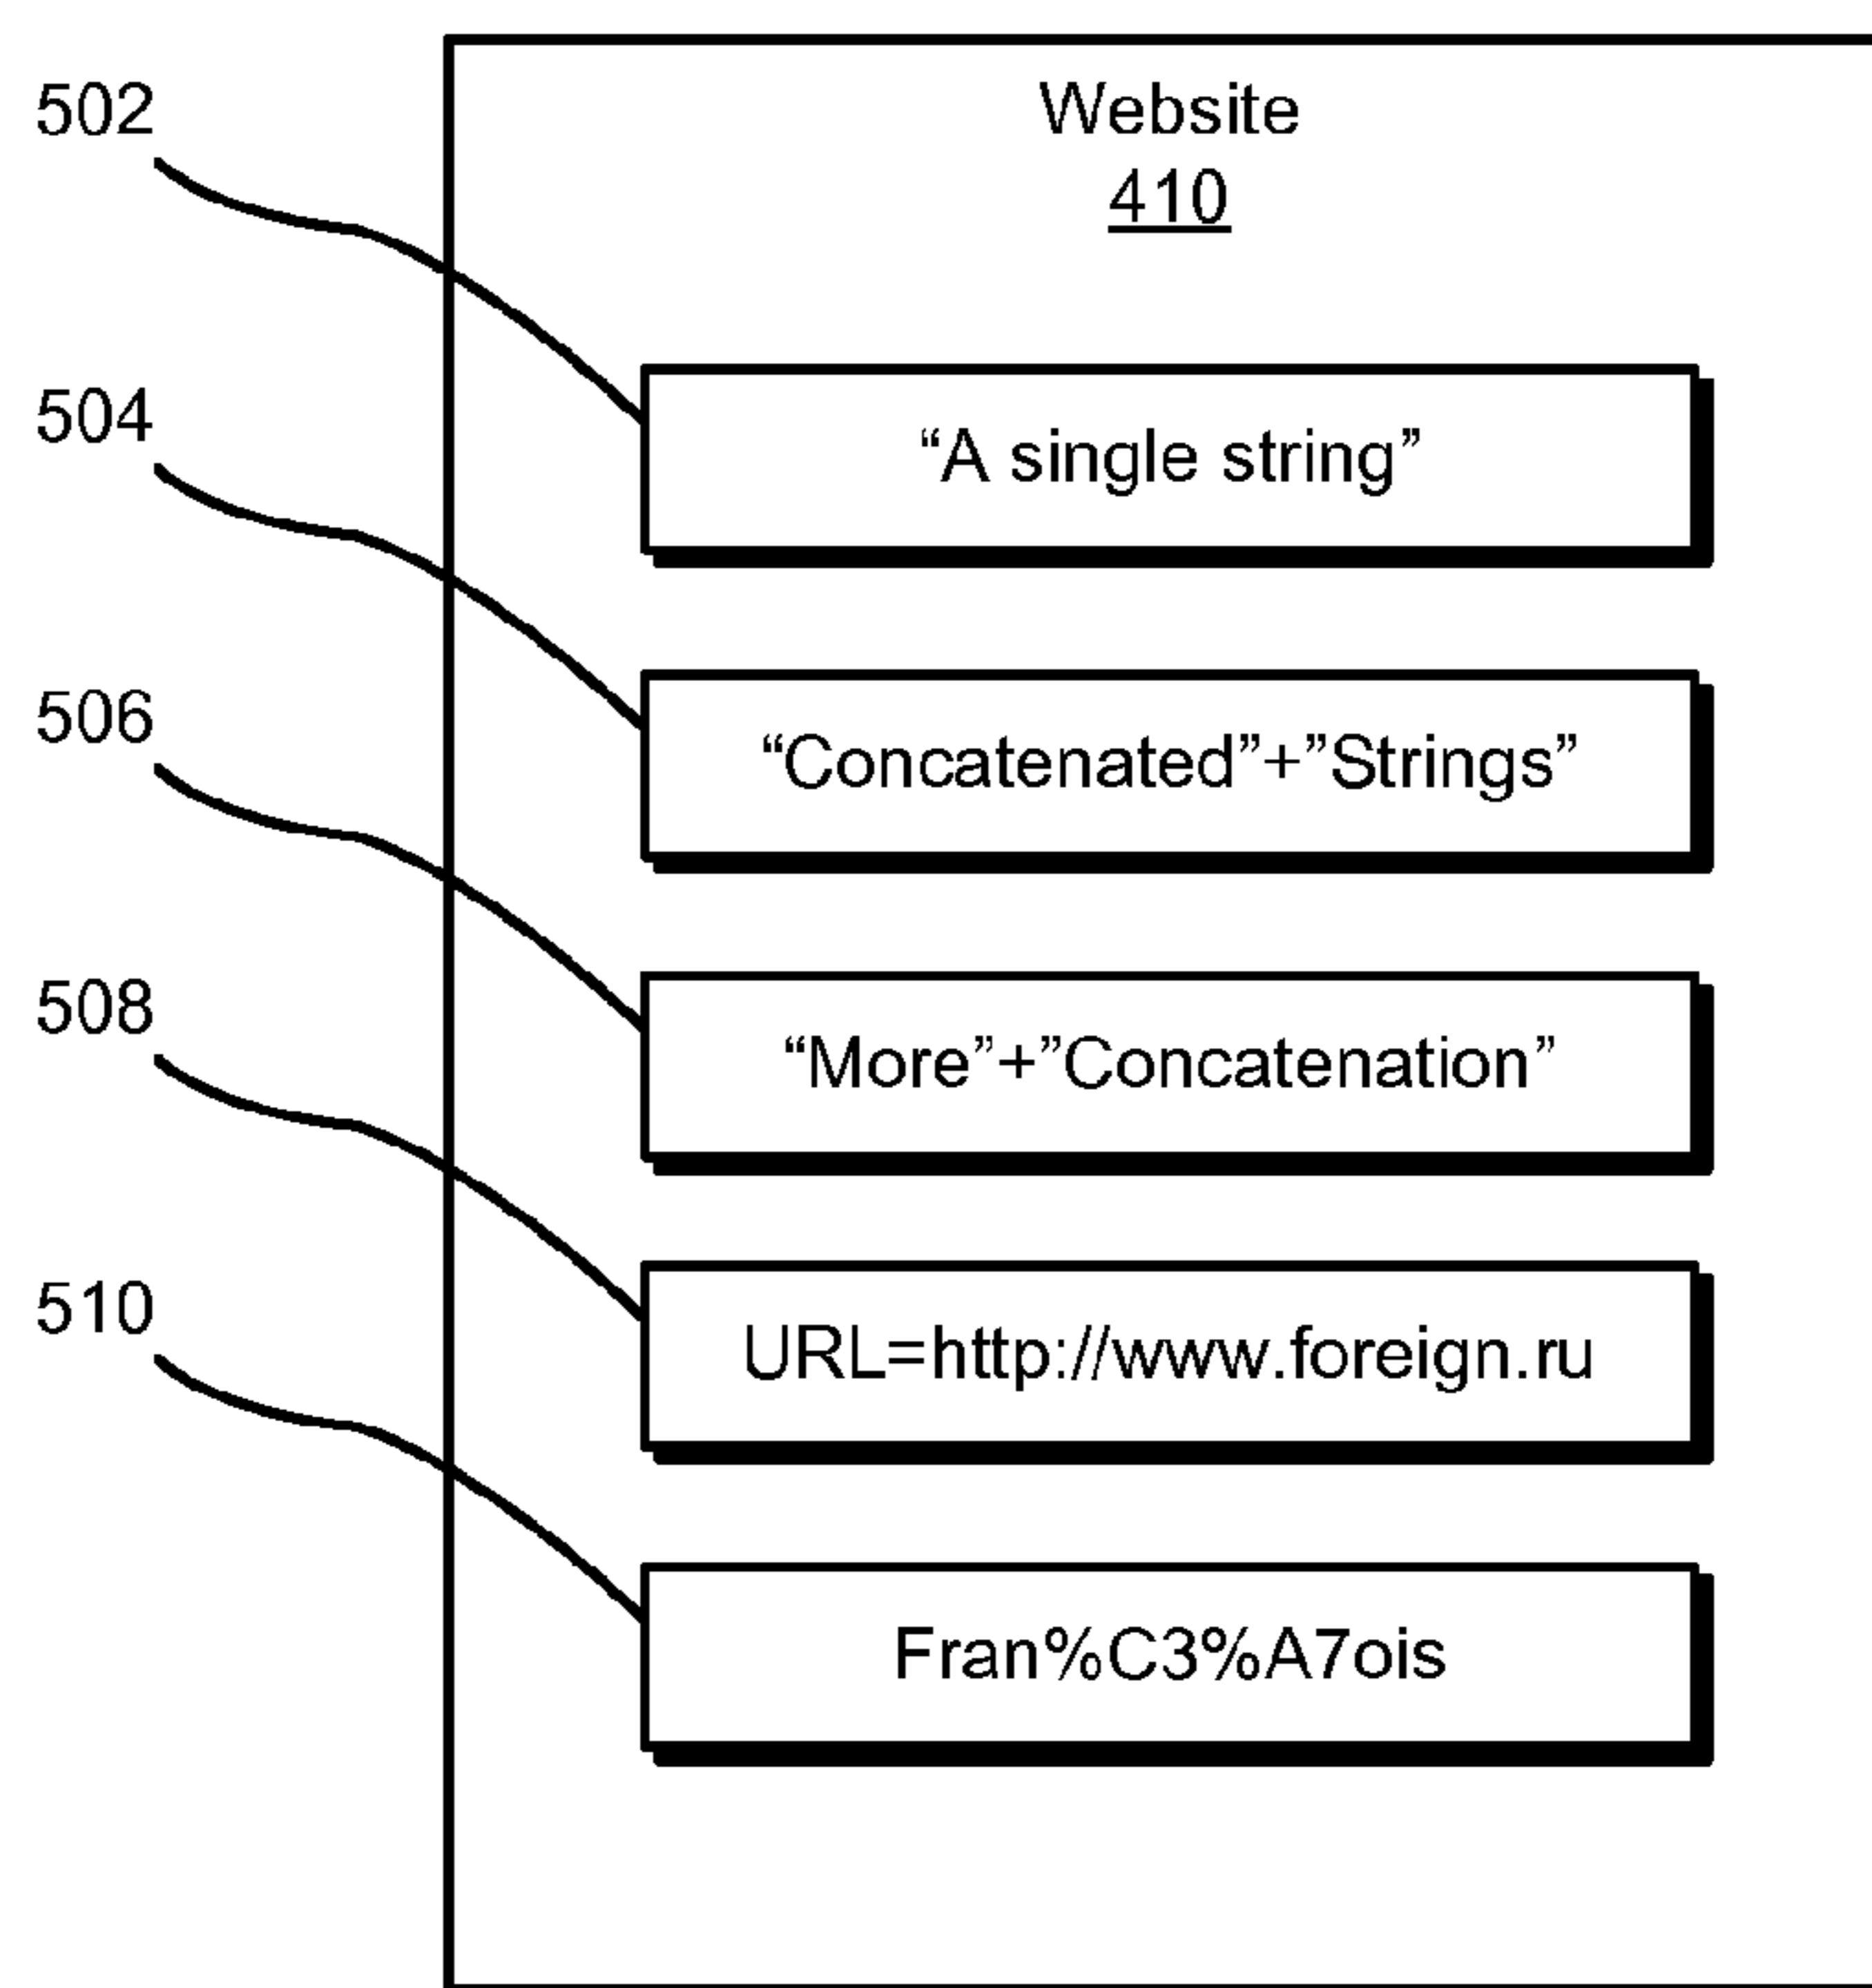 Website
410
502
“A single string”
504
“Concatenated”+”Strings”
506
“More”+”Concatenation”
508
URL=http://www.foreign.ru
510
Fran%C3%A7ois